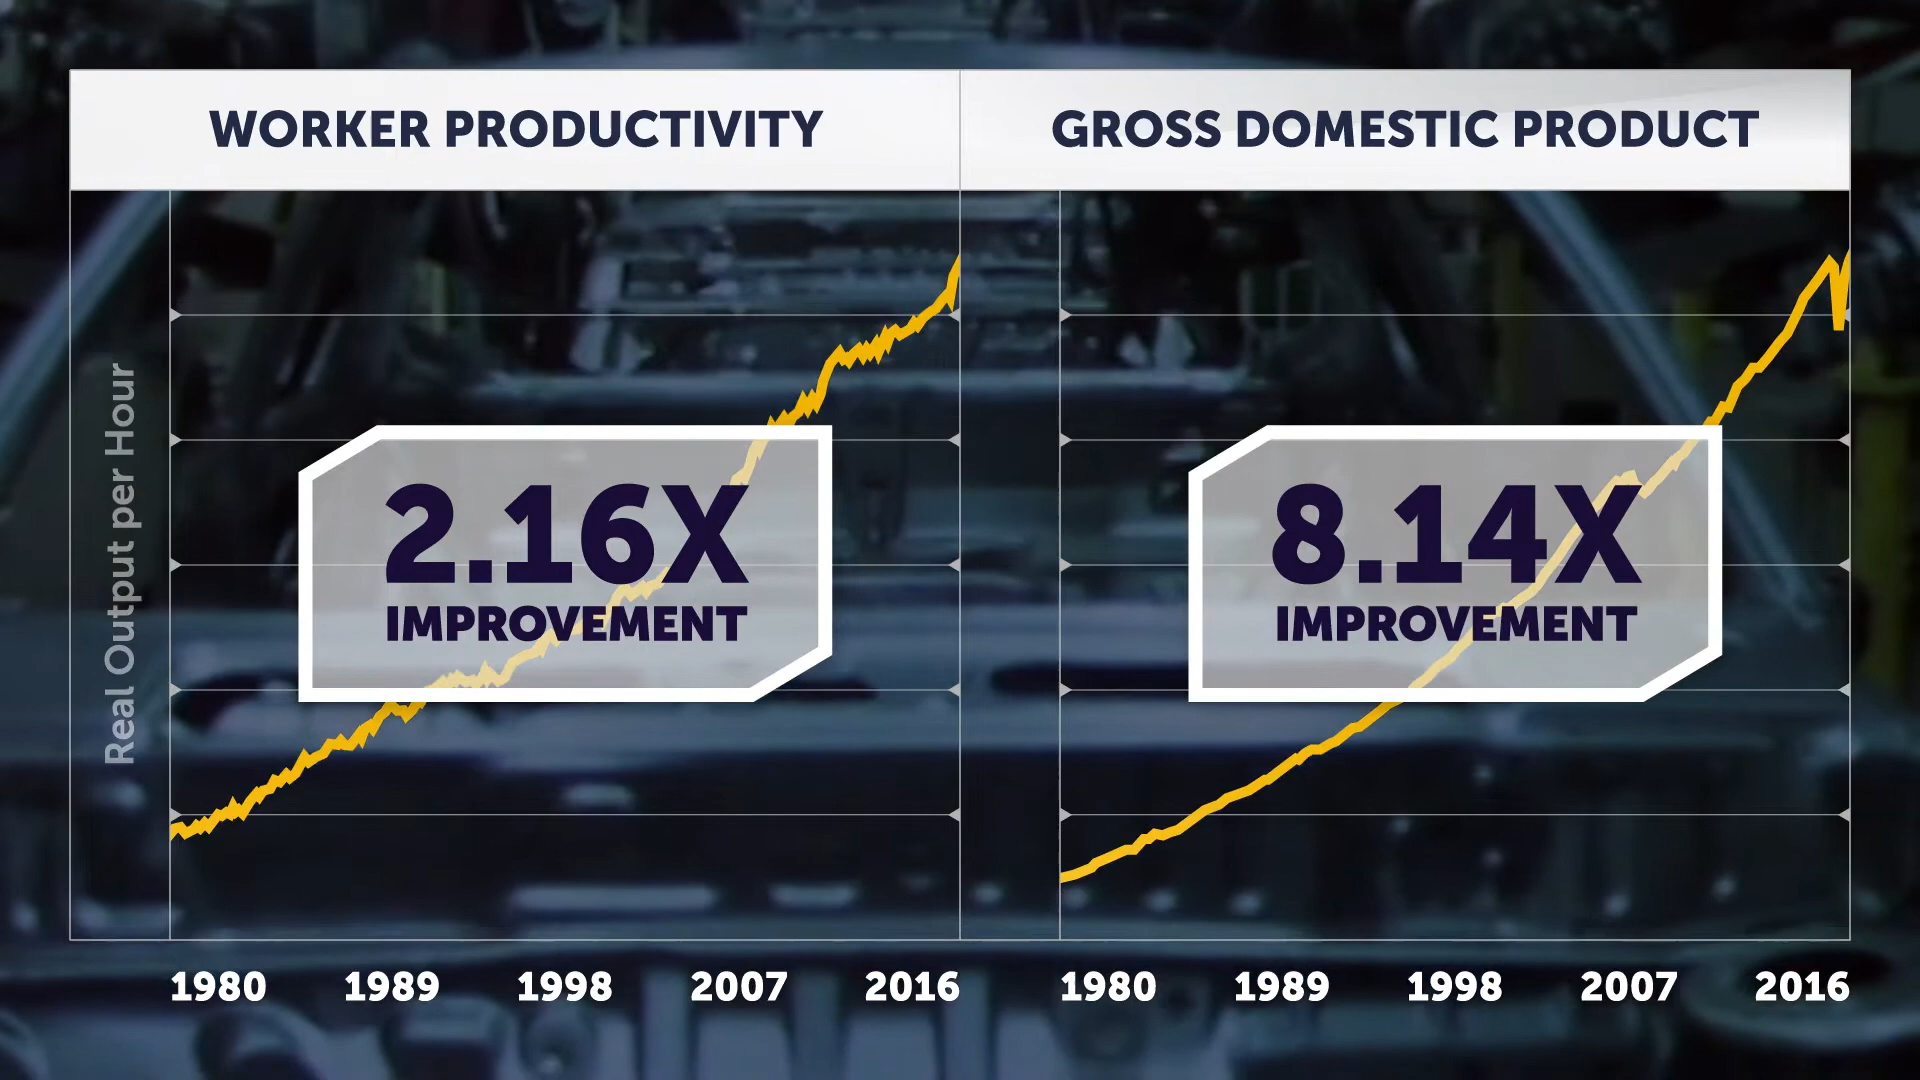 WORKER PRODUCTIVITY
GROSS DOMESTIC PRODUCT
Real Output per Hour
2.16X
IMPROVEMENT
8.14X
IMPROVEMENT
1980 1989 1998 2007 2016
1980 1989 1998 2007 2016